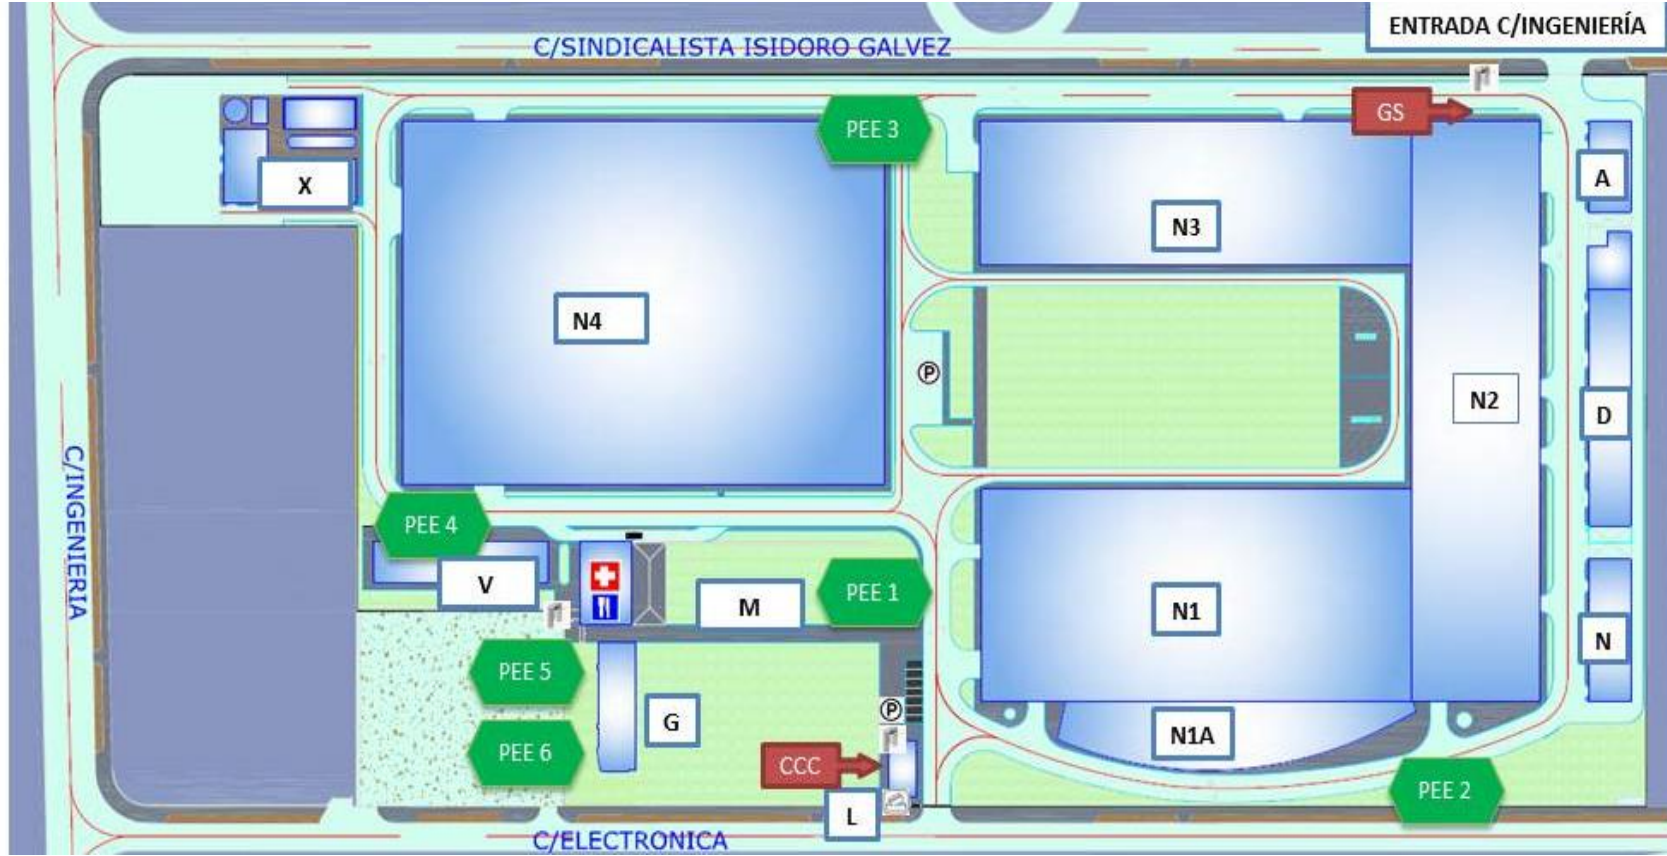 ENTRADA C/INGENIERÍA
C/SINDICALISTA ISIDORO GALVEZ
GS
PEE 3
X
A
N3
N4
P
N2
D
C/INGENIERIA
PEE 4
V
M
PEE 1
N1
N
PEE 5
G
P
N1A
PEE 6
CCC
PEE 2
L
C/ELECTRONICA